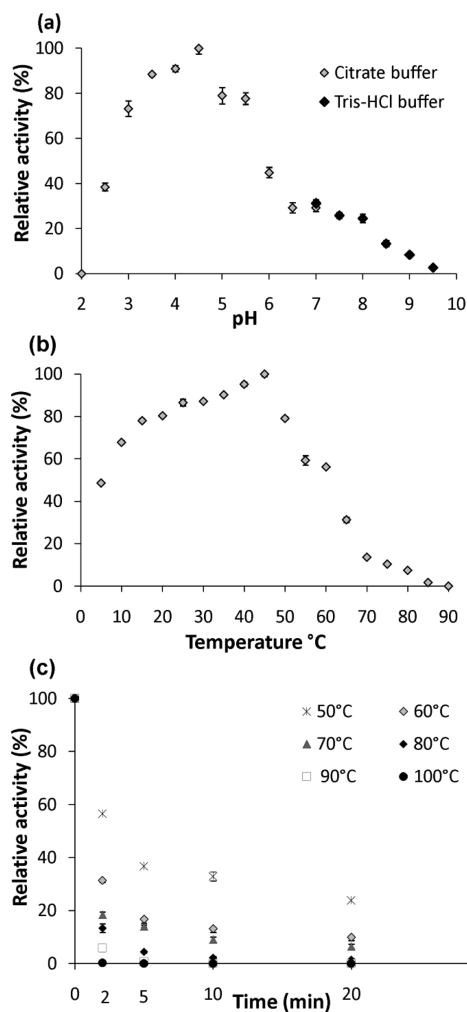 (a)
Relative activity (%)
100
80
60
40
20
0
Citrate buffer
Tris-HCl buffer
2 3 4 5 6 7 8 9 10
pH
(b)
Relative activity (%)
100
80
60
40
20
0
0 10 20 30 40 50 60 70 80 90
Temperature °C
(c)
Relative activity (%)
100
80
60
40
20
0
50°C 60°C
70°C 80°C
90°C 100°C
0 2 5 10 20
Time (min)